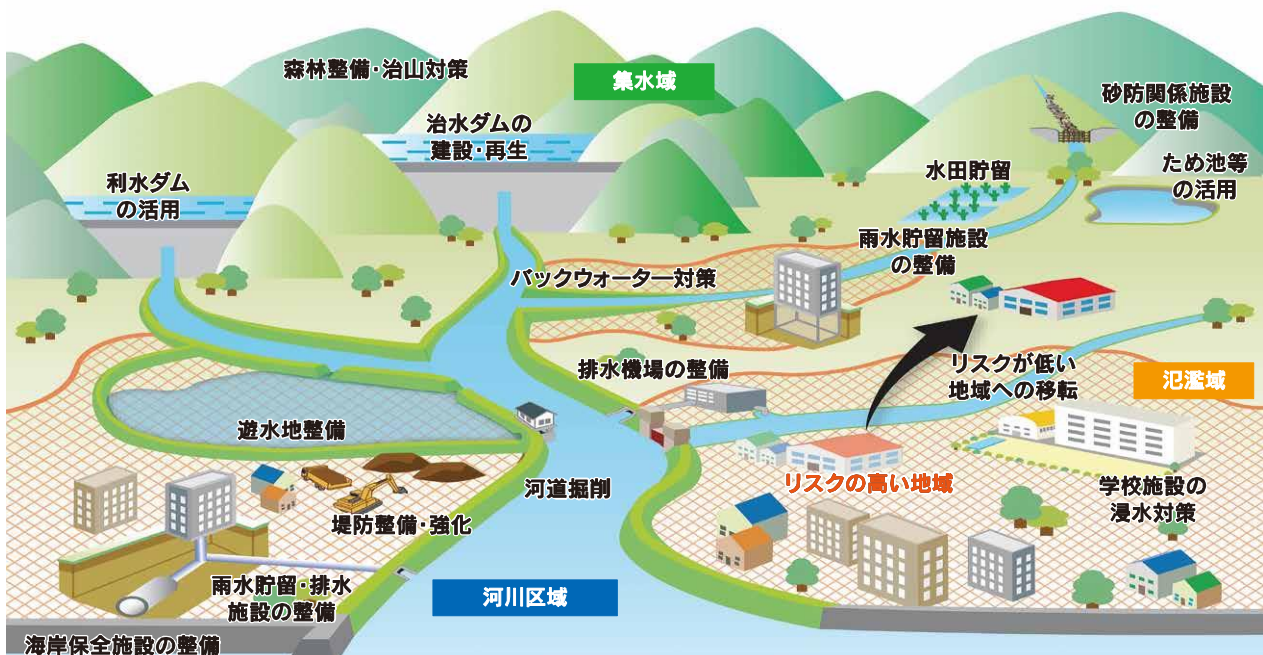 森林整備・治山対策
集水域
砂防関係施設
の整備
治水ダムの
建設・再生
水田貯留
ため池等
の活用
利水ダム
の活用
雨水貯留施設
の整備
バックウォーター対策
排水機場の整備
リスクが低い
地域への移転
氾濫域
遊水地整備
リスクの高い地域
学校施設の
浸水対策
河道掘削
堤防整備・強化
雨水貯留・排水
施設の整備
河川区域
海岸保全施設の整備